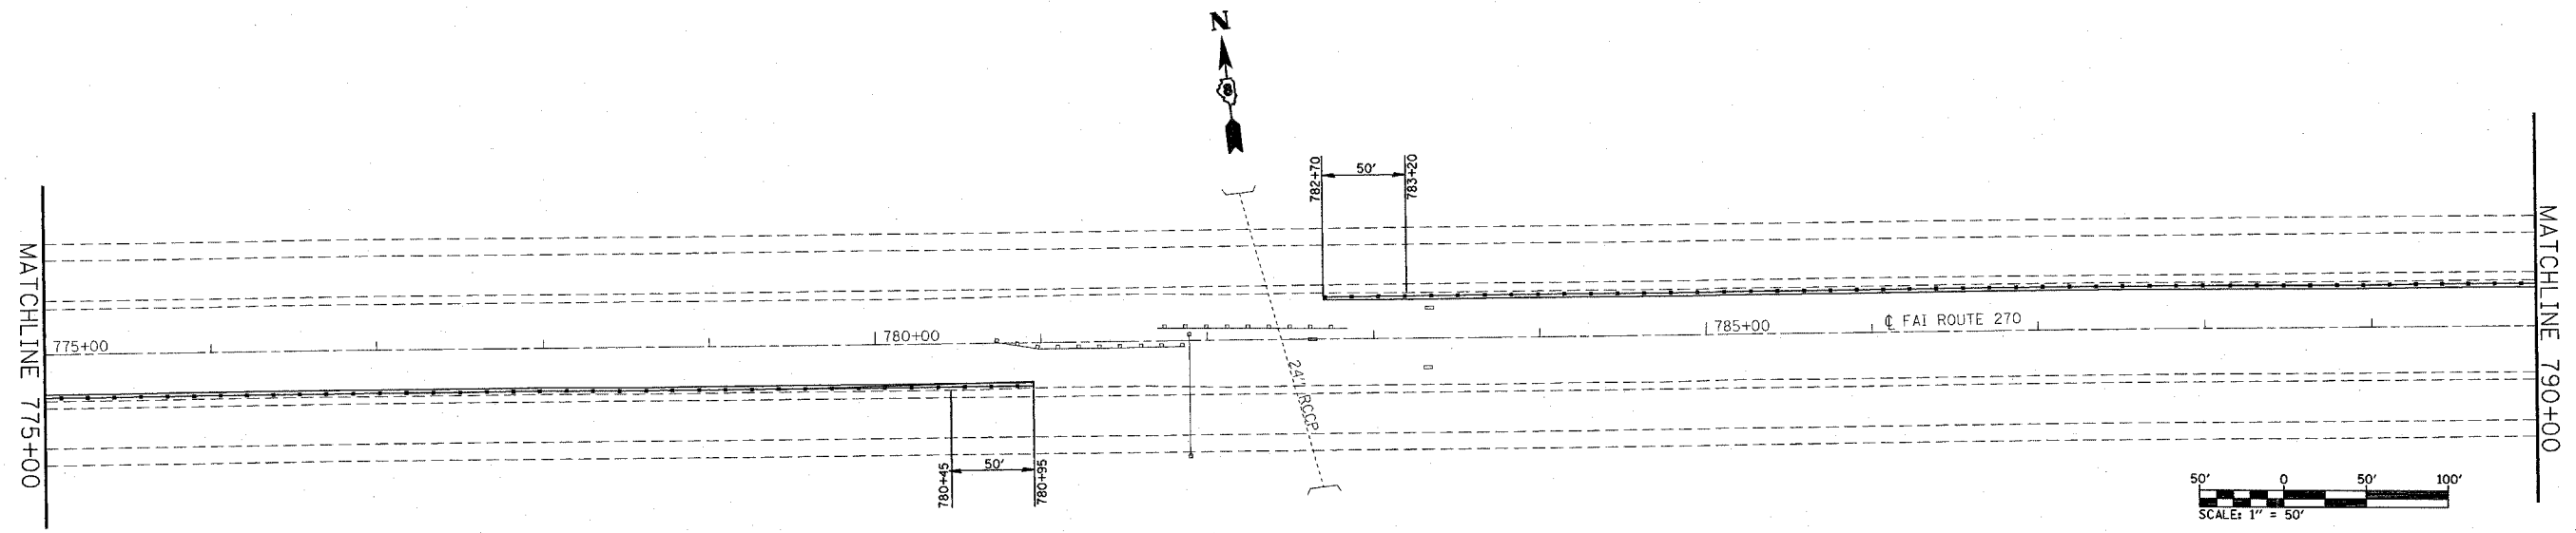 N
8
782+70
50'
783+20
MATCHLINE 775+00
775+00
780+00
785+00
℄ FAI ROUTE 270
MATCHLINE 790+00
24" RCCP
780+45
50'
780+95
50' 0 50' 100'
SCALE: 1" = 50'